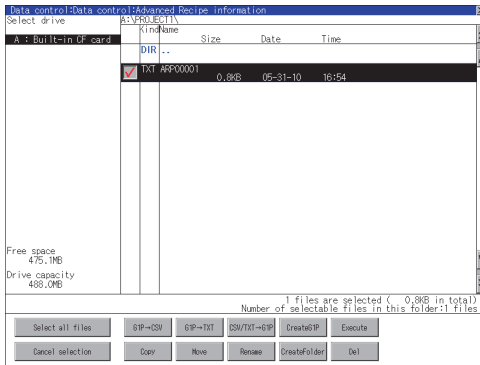 Data control:Data control:Advanced Recipe information
Select drive
A:\PROJECT1\
Kind Name
Size Date Time
A : Built-in CF card
DIR ..
TXT ARP00001
0.8KB 05-31-10 16:54
Free space
475.1MB
Drive capacity
488.0MB
1 files are selected ( 0.8KB in total)
Number of selectable files in this folder:1 files
Select all files G1P→CSV G1P→TXT CSV/TXT→G1P CreateG1P Execute
Cancel selection Copy Move Rename CreateFolder Del